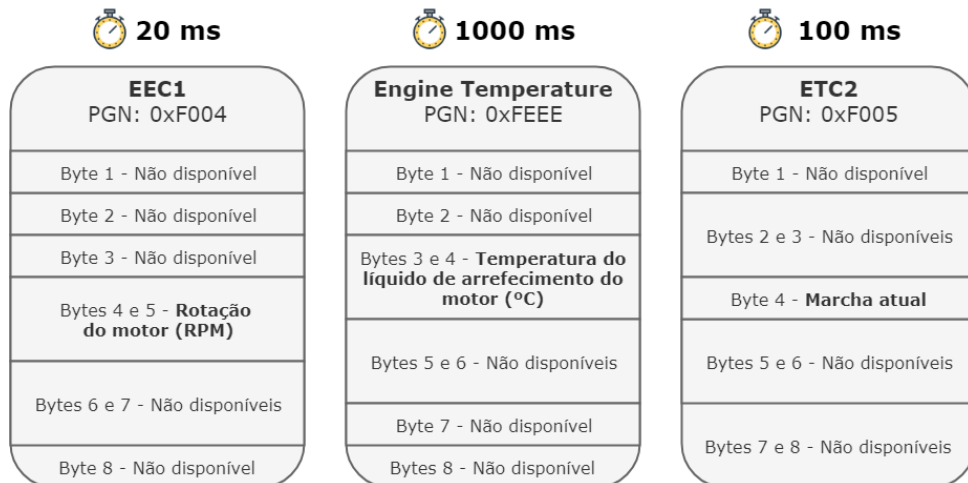 20 ms
EEC1
PGN: 0xF004
Byte 1 - Não disponível
Byte 2 - Não disponível
Byte 3 - Não disponível
Bytes 4 e 5 - Rotação
do motor (RPM)
Bytes 6 e 7 - Não disponíveis
Byte 8 - Não disponível
1000 ms
Engine Temperature
PGN: 0xFEEE
Byte 1 - Não disponível
Byte 2 - Não disponível
Bytes 3 e 4 - Temperatura do
líquido de arrefecimento do
motor (ºC)
Bytes 5 e 6 - Não disponíveis
Byte 7 - Não disponível
Bytes 8 - Não disponível
100 ms
ETC2
PGN: 0xF005
Byte 1 - Não disponível
Bytes 2 e 3 - Não disponíveis
Byte 4 - Marcha atual
Bytes 5 e 6 - Não disponíveis
Bytes 7 e 8 - Não disponíveis